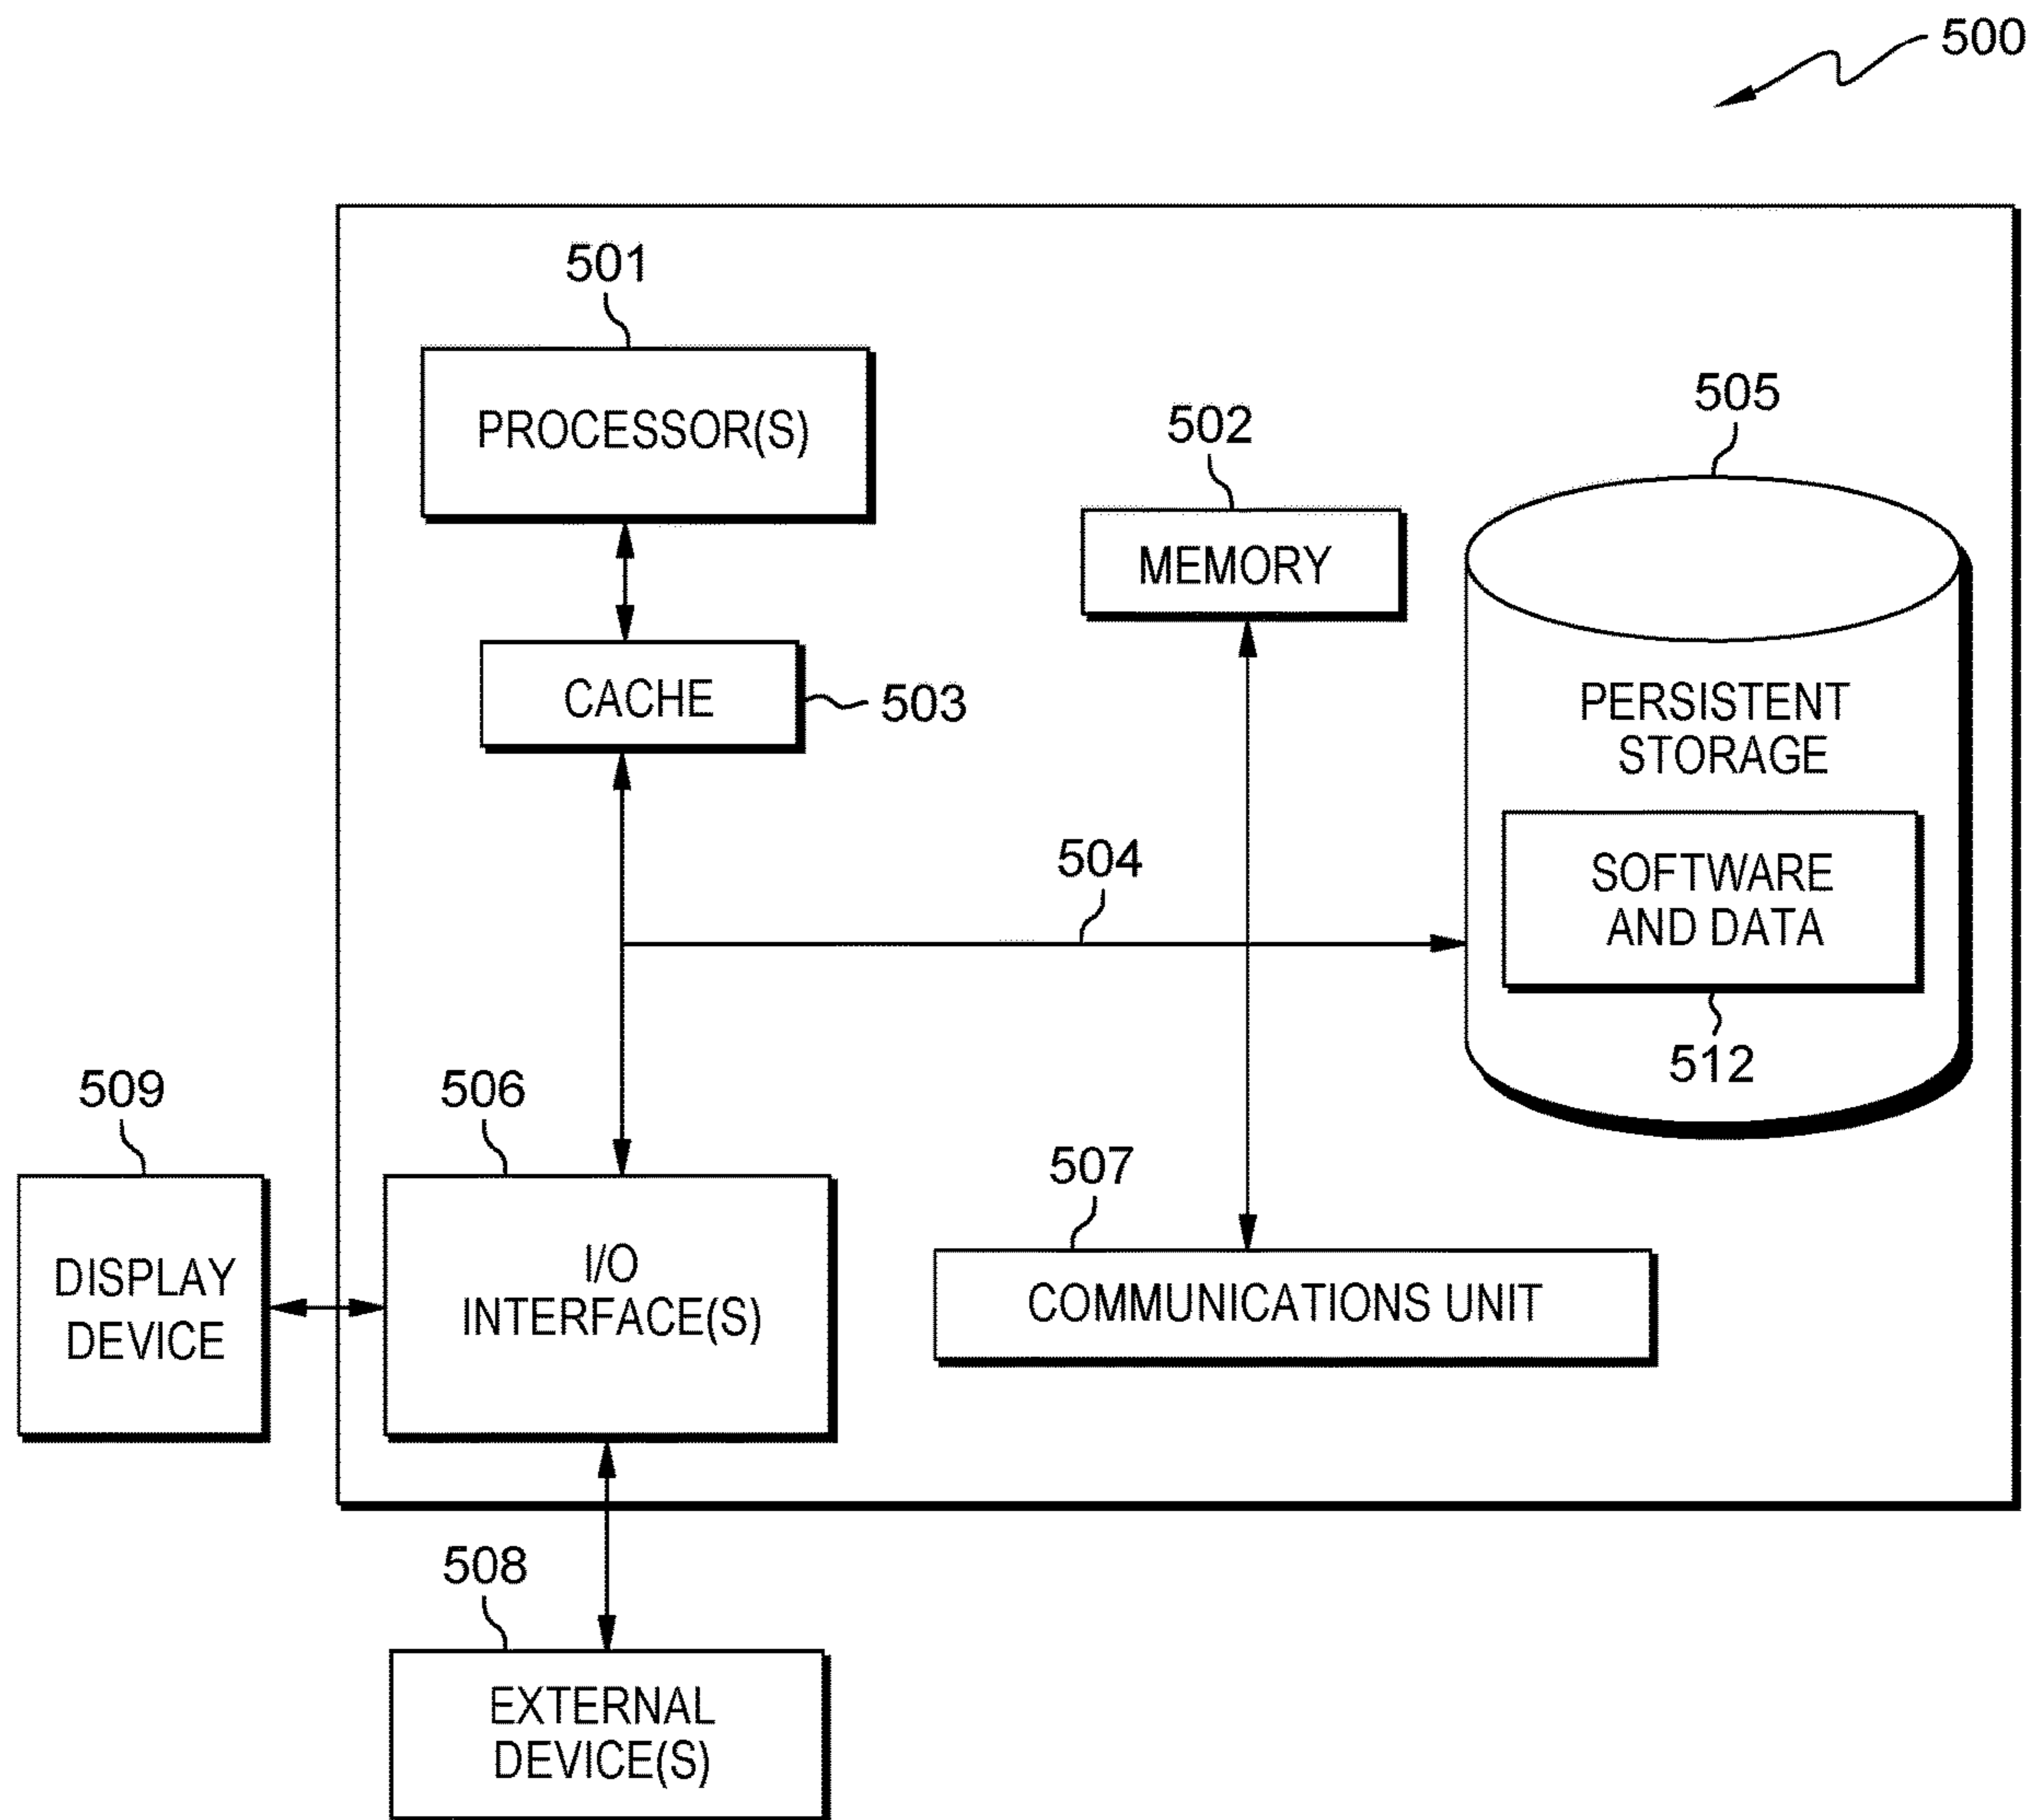 500
501
PROCESSOR(S)
502
MEMORY
505
CACHE
503
PERSISTENT
STORAGE
504
SOFTWARE
AND DATA
512
509
506
507
DISPLAY
DEVICE
I/O
INTERFACE(S)
COMMUNICATIONS UNIT
508
EXTERNAL
DEVICE(S)